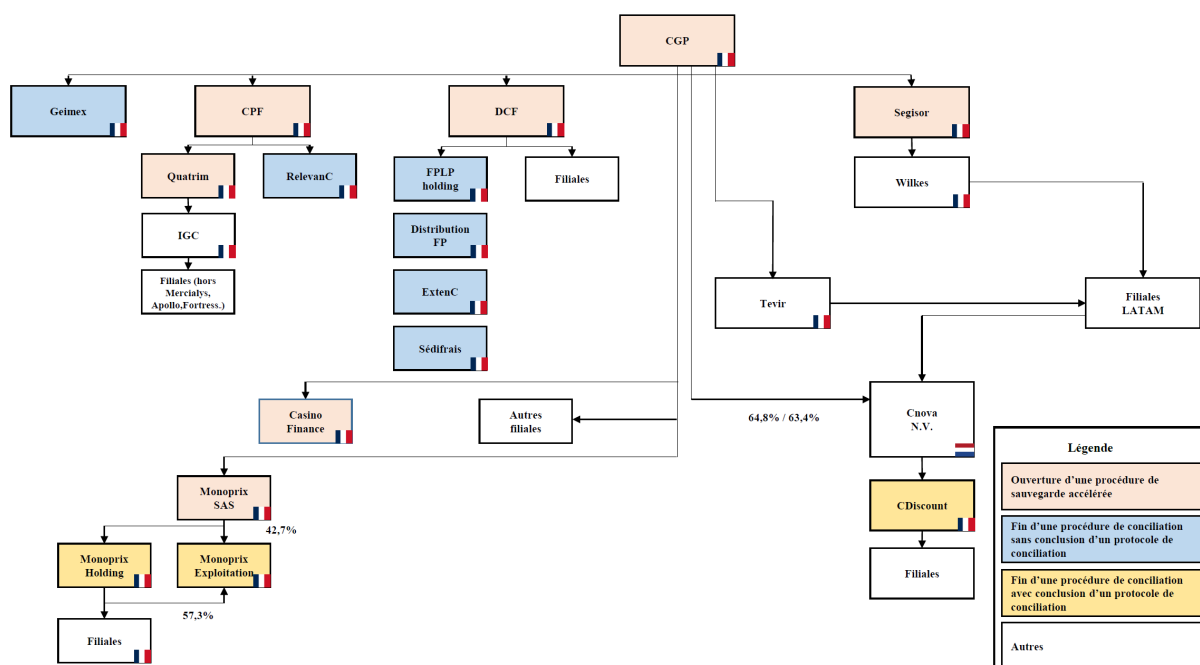 CGP
Geimex
CPF
DCF
Segisor
Quatrim
RelevanC
FPLP
holding
Filiales
Wilkes
IGC
Distribution
FP
Filiales (hors
Mercialys,
Apollo,Fortress.)
ExtenC
Tevir
Filiales
LATAM
Sédifrais
Casino
Finance
Autres
filiales
64,8% / 63,4%
Cnova
N.V.
Monoprix
SAS
42,7%
CDiscount
Monoprix
Holding
Monoprix
Exploitation
57,3%
Filiales
Filiales
Légende
Ouverture d’une procédure de
sauvegarde accélérée
Fin d’une procédure de conciliation
sans conclusion d’un protocole de
conciliation
Fin d’une procédure de conciliation
avec conclusion d’un protocole de
conciliation
Autres